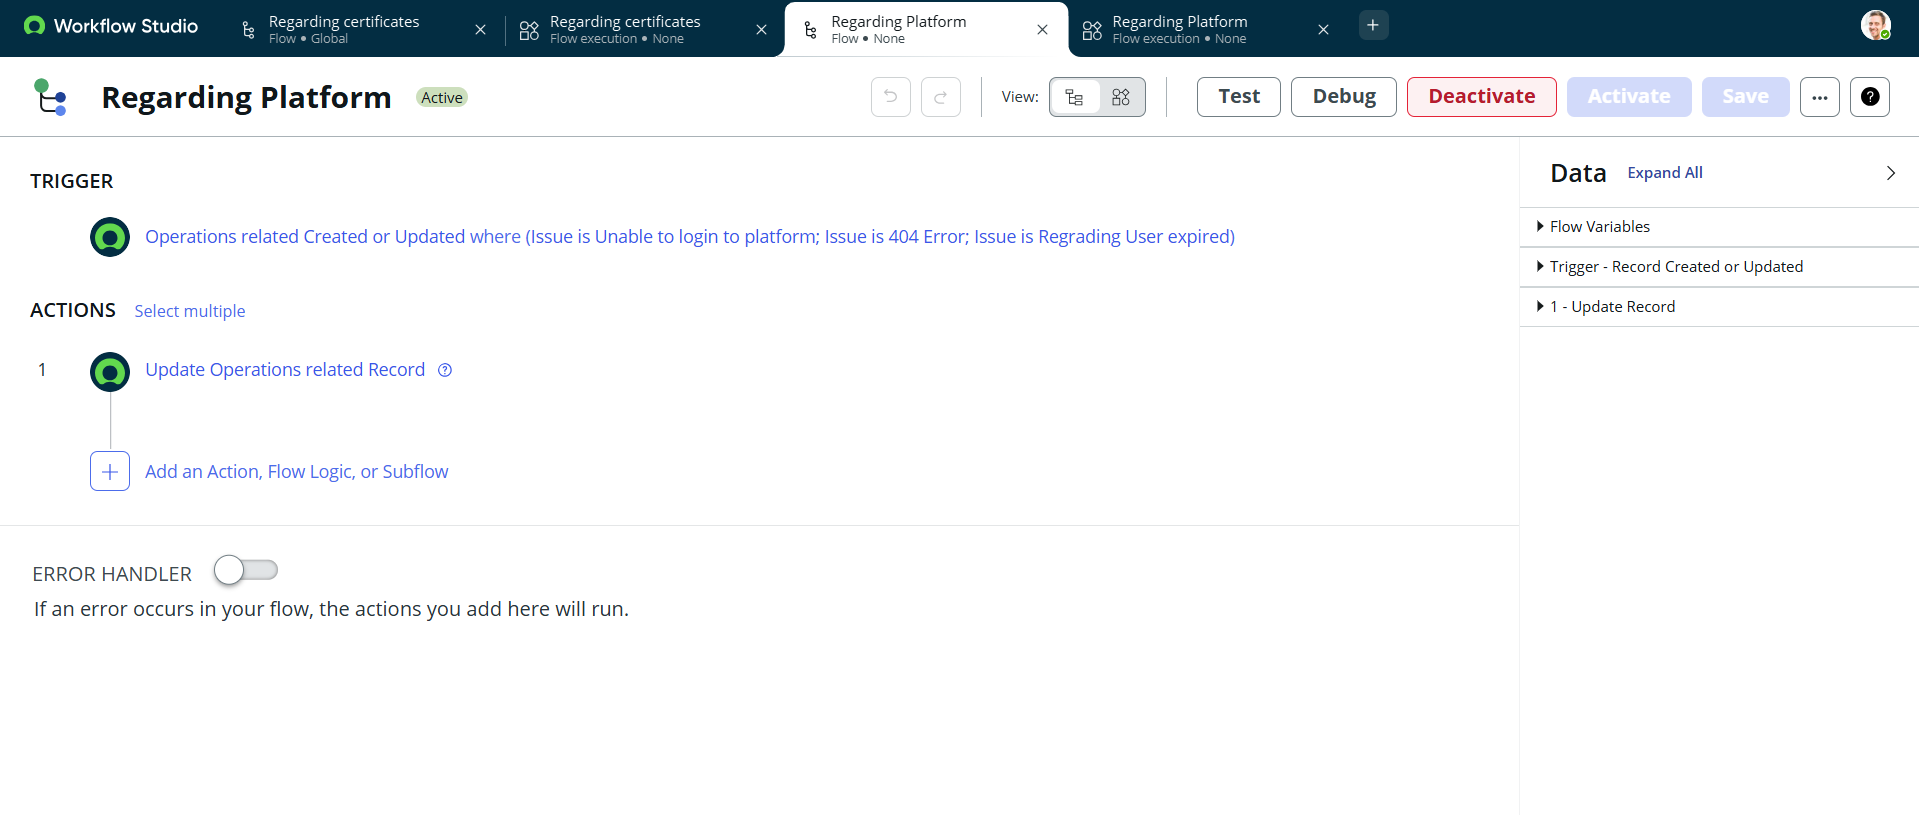 Workflow Studio
Regarding certificates
Flow • Global
Regarding certificates
Flow execution • None
Regarding Platform
Flow • None
Regarding Platform
Flow execution • None
Regarding Platform
Active
View:
Test
Debug
Deactivate
Activate
Save
TRIGGER
Operations related Created or Updated where (Issue is Unable to login to platform; Issue is 404 Error; Issue is Regrading User expired)
ACTIONS
Select multiple
1
Update Operations related Record
Add an Action, Flow Logic, or Subflow
ERROR HANDLER
If an error occurs in your flow, the actions you add here will run.
Data
Expand All
Flow Variables
Trigger - Record Created or Updated
1 - Update Record